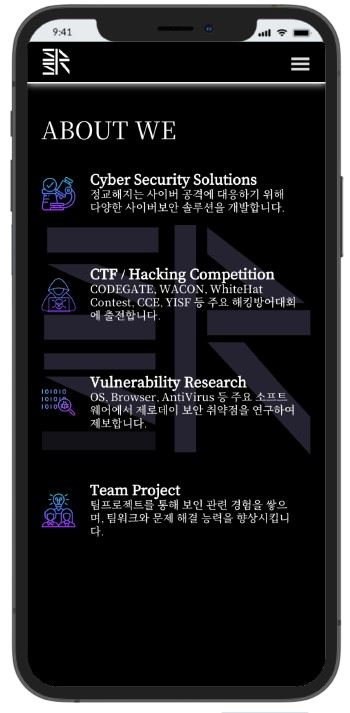 9:41
ABOUT WE
Cyber Security Solutions
정교해지는 사이버 공격에 대응하기 위해
다양한 사이버보안 솔루션을 개발합니다.
CTF / Hacking Competition
CODEGATE, WACON, WhiteHat
Contest, CCE, YISF 등 주요 해킹방어대회
에 출전합니다.
Vulnerability Research
101010
1010
OS, Browser, AntiVirus 등 주요 소프트
웨어에서 제로데이 보안 취약점을 연구하여
제보합니다.
Team Project
팀프로젝트를 통해 보인 관련 경험을 쌓으
며, 팀워크와 문제 해결 능력을 향상시킵니
다.